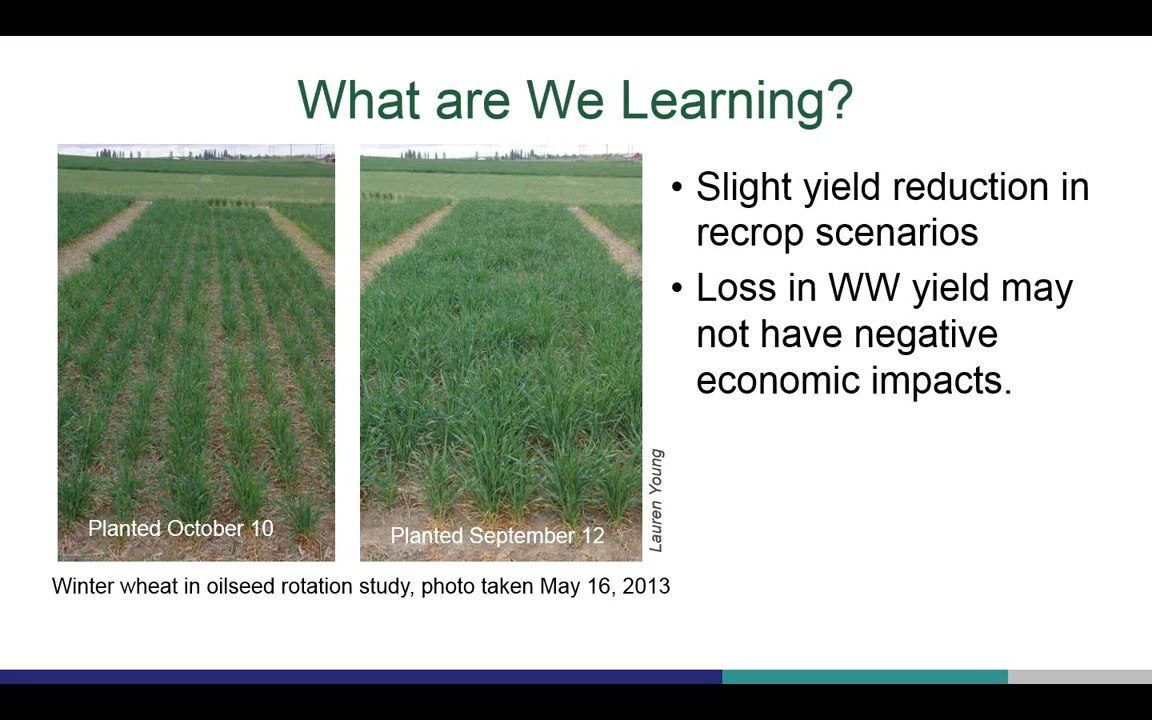 What are We Learning?
• Slight yield reduction in
recrop scenarios
• Loss in WW yield may
not have negative
economic impacts.
Planted October 10
Planted September 12
Lauren Young
Winter wheat in oilseed rotation study, photo taken May 16, 2013